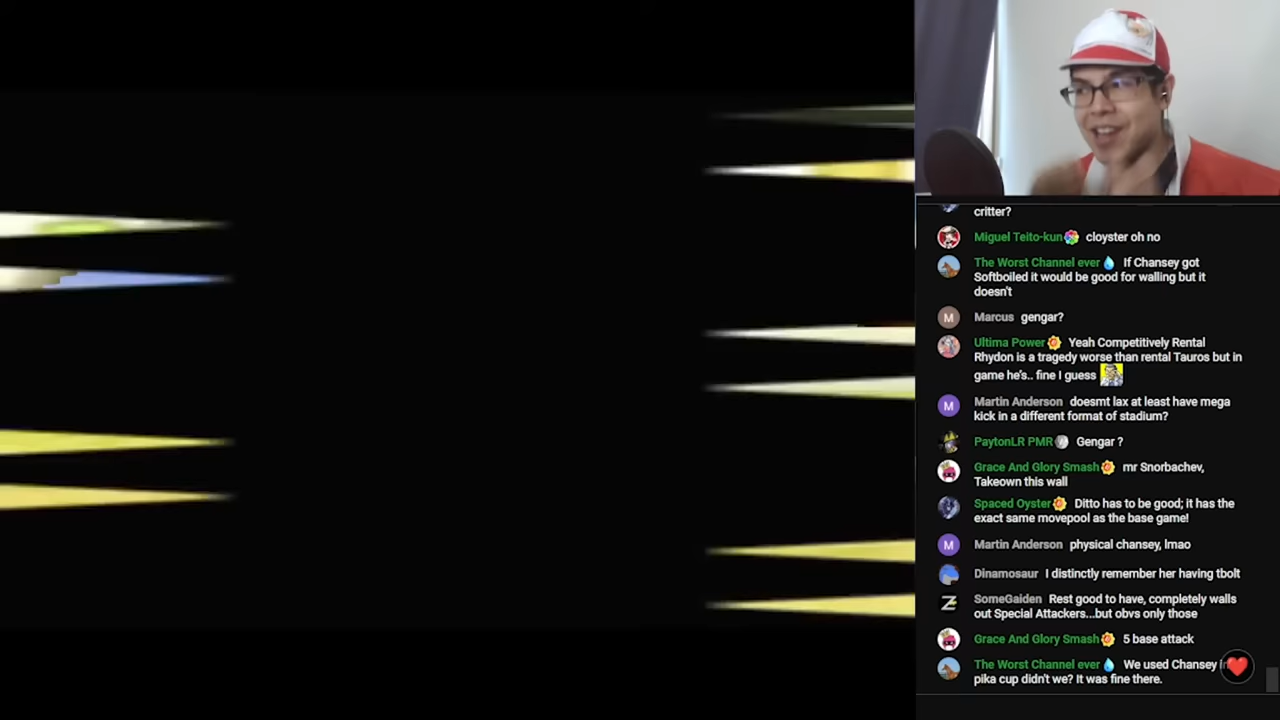 critter?
Miguel Teito-kun cloyster oh no
The Worst Channel ever If Chansey got
Softboiled it would be good for walling but it
doesn't
M Marcus gengar?
Ultima Power Yeah Competitively Rental
Rhydon is a tragedy worse than rental Tauros but in
game he's.. fine I guess
M Martin Anderson doesmt lax at least have mega
kick in a different format of stadium?
PaytonLR PMR Gengar ?
Grace And Glory Smash mr Snorbachev,
Takeown this wall
Spaced Oyster Ditto has to be good; it has the
exact same movepool as the base game!
M Martin Anderson physical chansey, lmao
Dinamosaur I distinctly remember her having tbolt
Z SomeGaiden Rest good to have, completely walls
out Special Attackers...but obvs only those
Grace And Glory Smash 5 base attack
The Worst Channel ever We used Chansey
pika cup didn't we? It was fine there.